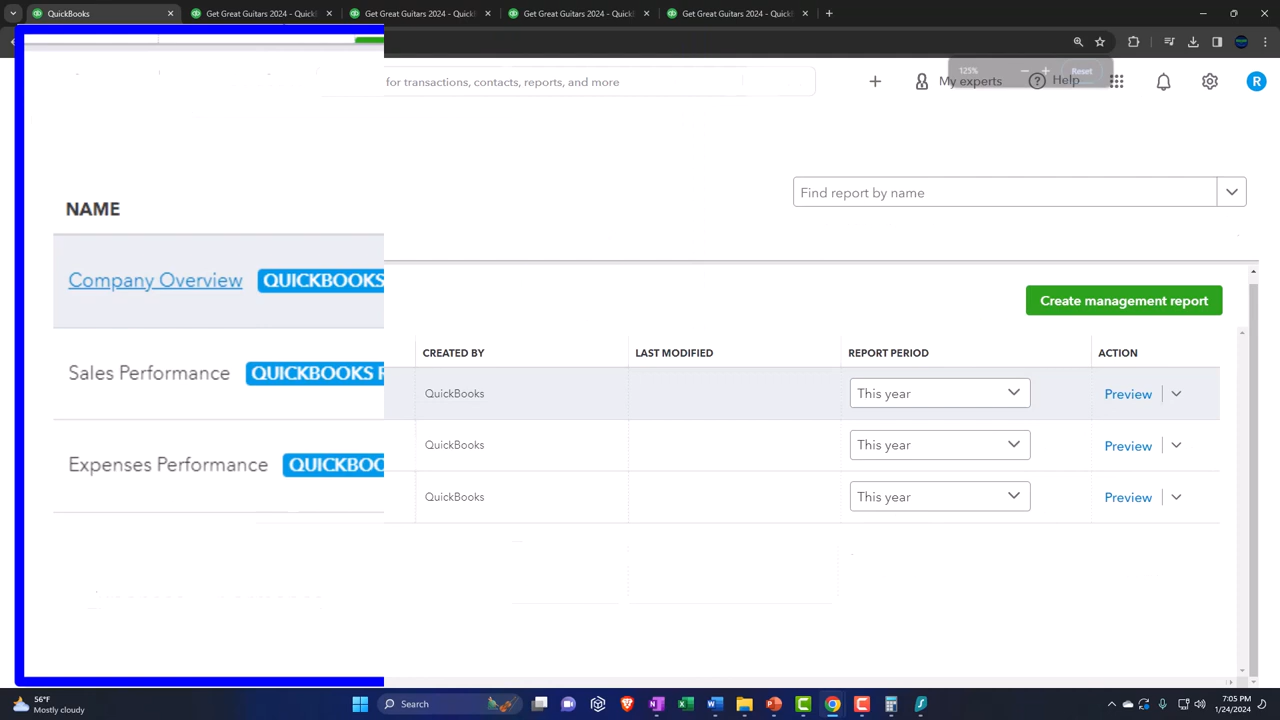 QuickBooks
Get Great Guitars 2024 – Quick
Get Great Guitars 2024 – Quick
Get Great Guitars 2024 – Quick
Get Great Guitars 2024 – Quick
for transactions, contacts, reports, and more
My experts
Help
125%
Reset
R
Find report by name
Create management report
NAME
CREATED BY
LAST MODIFIED
REPORT PERIOD
ACTION
Company Overview
QUICKBOOKS
QuickBooks
This year
Preview
Sales Performance
QUICKBOOKS
QuickBooks
This year
Preview
Expenses Performance
QuickBooks
This year
Preview
56°F
Mostly cloudy
Search
7:05 PM
1/24/2024